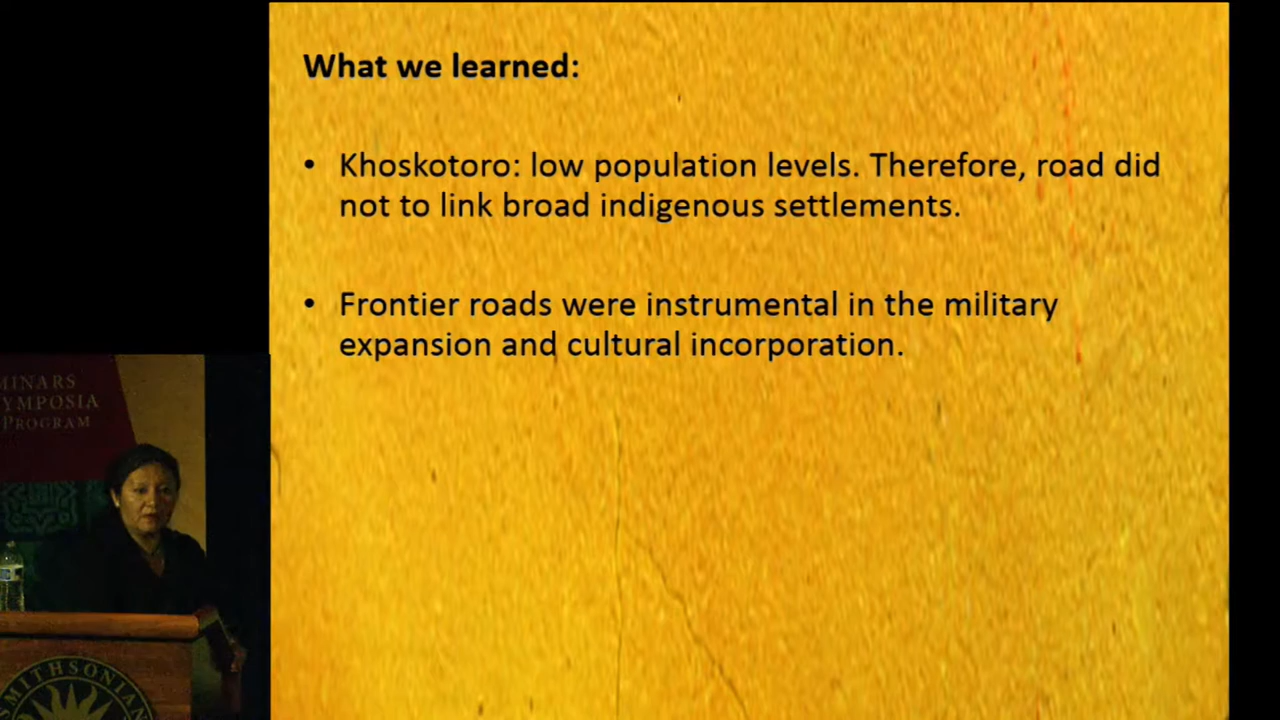 What we learned:
• Khoskotoro: low population levels. Therefore, road did
not to link broad indigenous settlements.
• Frontier roads were instrumental in the military
expansion and cultural incorporation.
MINARS
YMPOSIA
PROGRAM
SMITHSONIAN